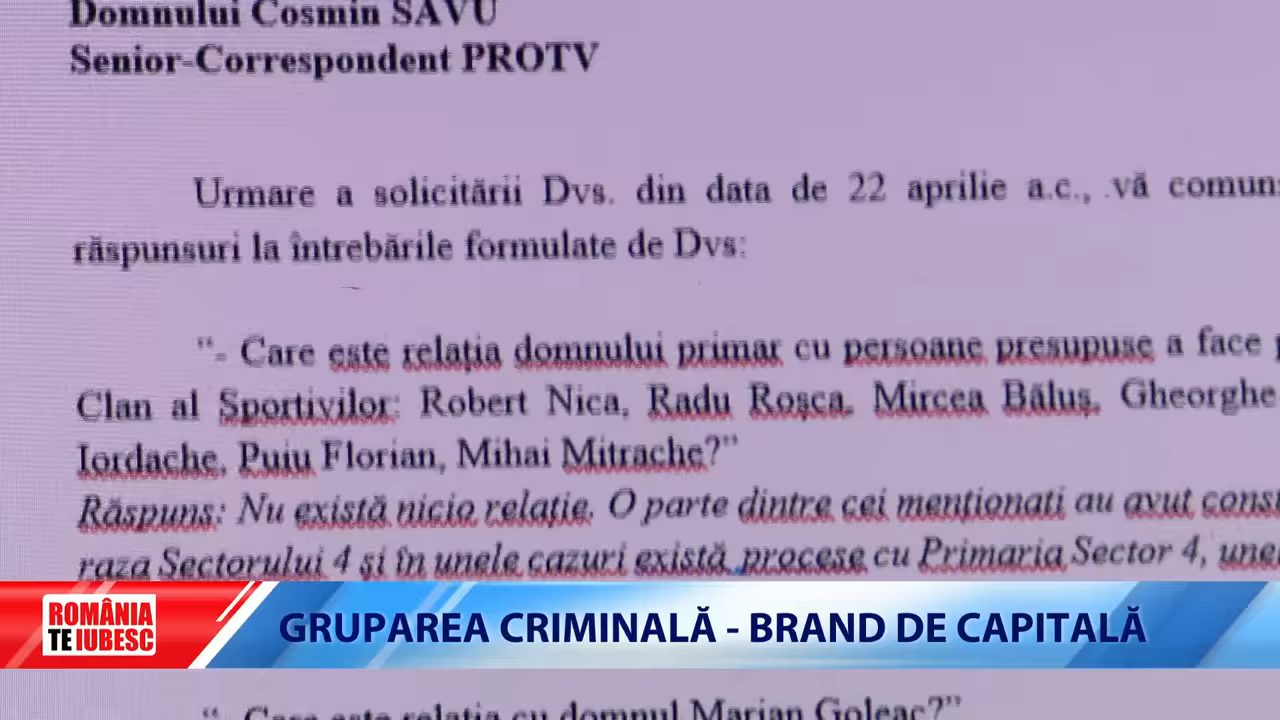 Domnului Cosmin SAVU
Senior-Correspondent PROTV
Urmare a solicitării Dvs. din data de 22 aprilie a.c., vă
răspunsuri la întrebările formulate de Dvs:
“- Care este relația domnului primar cu persoane presupuse a face
Clan al Sportivilor: Robert Nica, Radu Roșca, Mircea Băluș, Gheorghe
Iordache, Puiu Florian, Mihai Mitrache?”
Răspuns: Nu există nicio relație. O parte dintre cei menționati au avut
raza Sectorului 4 și în unele cazuri există procese cu Primaria Sector 4,
ROMÂNIA
TE IUBESC
GRUPAREA CRIMINALĂ - BRAND DE CAPITALĂ
“ Care este relația cu domnul Marian Goleac?”